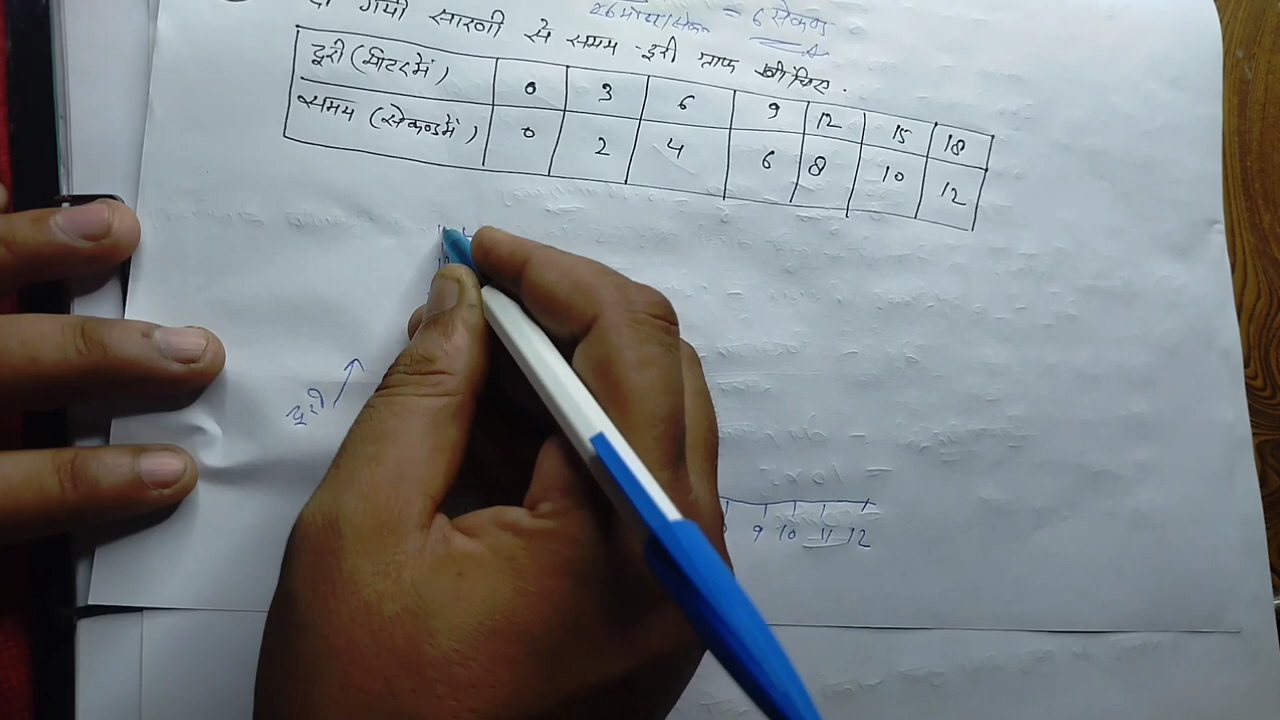 26 = 6 सेकण्ड
दी गयी सारणी से समय - दूरी ग्राफ खींचिए.
दूरी (मीटर में) 0 3 6 9 12 15 18
समय (सेकण्ड में) 0 2 4 6 8 10 12
दूरी
9 10 11 12